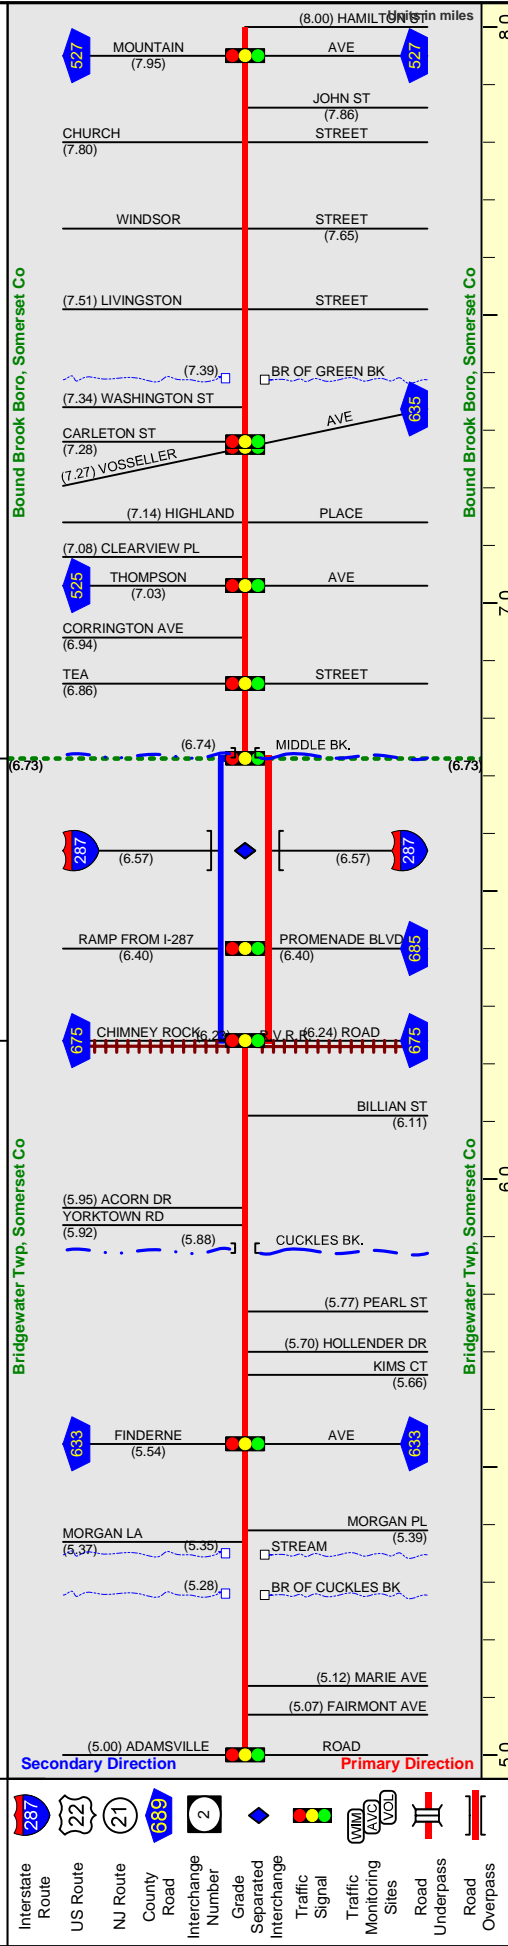 Units in miles
(8.00) HAMILTON ST
8.0
527
MOUNTAIN
(7.95)
AVE
527
JOHN ST
(7.86)
CHURCH
(7.80)
STREET
WINDSOR
STREET
(7.65)
Bound Brook Boro, Somerset Co
Bound Brook Boro, Somerset Co
(7.51) LIVINGSTON
STREET
(7.39)
BR OF GREEN BK
(7.34) WASHINGTON ST
635
AVE
CARLETON ST
(7.28)
(7.27) VOSSELLER
(7.14) HIGHLAND
PLACE
(7.08) CLEARVIEW PL
525
THOMPSON
(7.03)
AVE
7.0
CORRINGTON AVE
(6.94)
TEA
(6.86)
STREET
(6.74)
MIDDLE BK.
(6.73)
(6.73)
287
(6.57)
(6.57)
287
RAMP FROM I-287
(6.40)
PROMENADE BLVD
(6.40)
685
675
CHIMNEY ROCK
(6.23)
R.V.R.R.
(6.24) ROAD
675
BILLIAN ST
(6.11)
Bridgewater Twp, Somerset Co
Bridgewater Twp, Somerset Co
6.0
(5.95) ACORN DR
YORKTOWN RD
(5.92)
(5.88)
CUCKLES BK.
(5.77) PEARL ST
(5.70) HOLLENDER DR
KIMS CT
(5.66)
633
FINDERNE
(5.54)
AVE
633
MORGAN PL
(5.39)
MORGAN LA
(5.37)
(5.35)
STREAM
(5.28)
BR OF CUCKLES BK
(5.12) MARIE AVE
(5.07) FAIRMONT AVE
(5.00) ADAMSVILLE
ROAD
5.0
Secondary Direction
Primary Direction
287
Interstate
Route
22
US Route
21
NJ Route
689
County
Road
2
Interchange
Number
Grade
Separated
Interchange
Traffic
Signal
WIM
AVC
VOL
Traffic
Monitoring
Sites
Road
Underpass
Road
Overpass